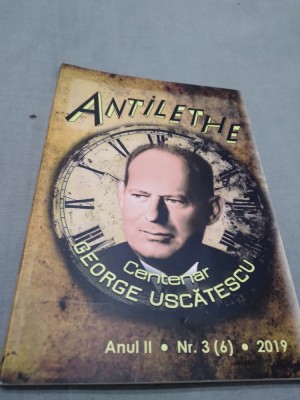 ANTILETHE
Centenar
GEORGE USCĂTESCU
Anul II • Nr. 3 (6) • 2019